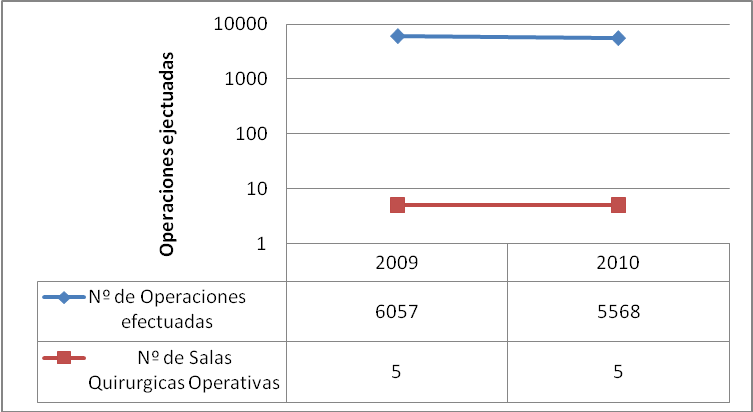 Operaciones ejectuadas
10000
1000
100
10
1
2009 2010
Nº de Operaciones
efectuadas
6057 5568
Nº de Salas
Quirurgicas Operativas
5 5